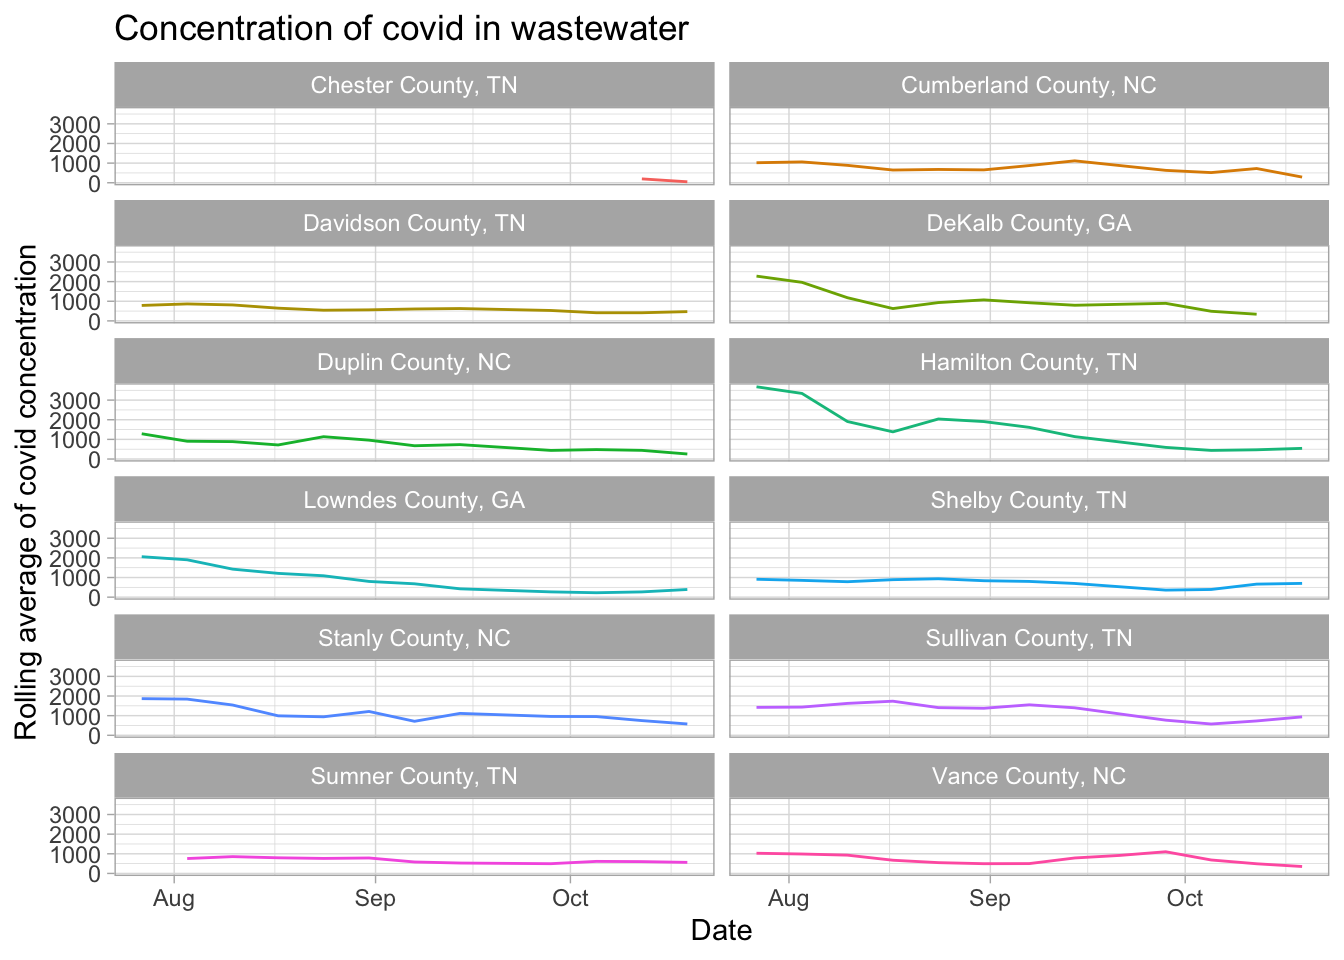 Concentration of covid in wastewater
Chester County, TN
Cumberland County, NC
3000
2000
1000
0
Davidson County, TN
DeKalb County, GA
3000
2000
1000
0
Duplin County, NC
Hamilton County, TN
3000
2000
1000
0
Lowndes County, GA
Shelby County, TN
3000
2000
1000
0
Stanly County, NC
Sullivan County, TN
3000
2000
1000
0
Sumner County, TN
Vance County, NC
3000
2000
1000
0
Aug Sep Oct
Aug Sep Oct
Date
Rolling average of covid concentration